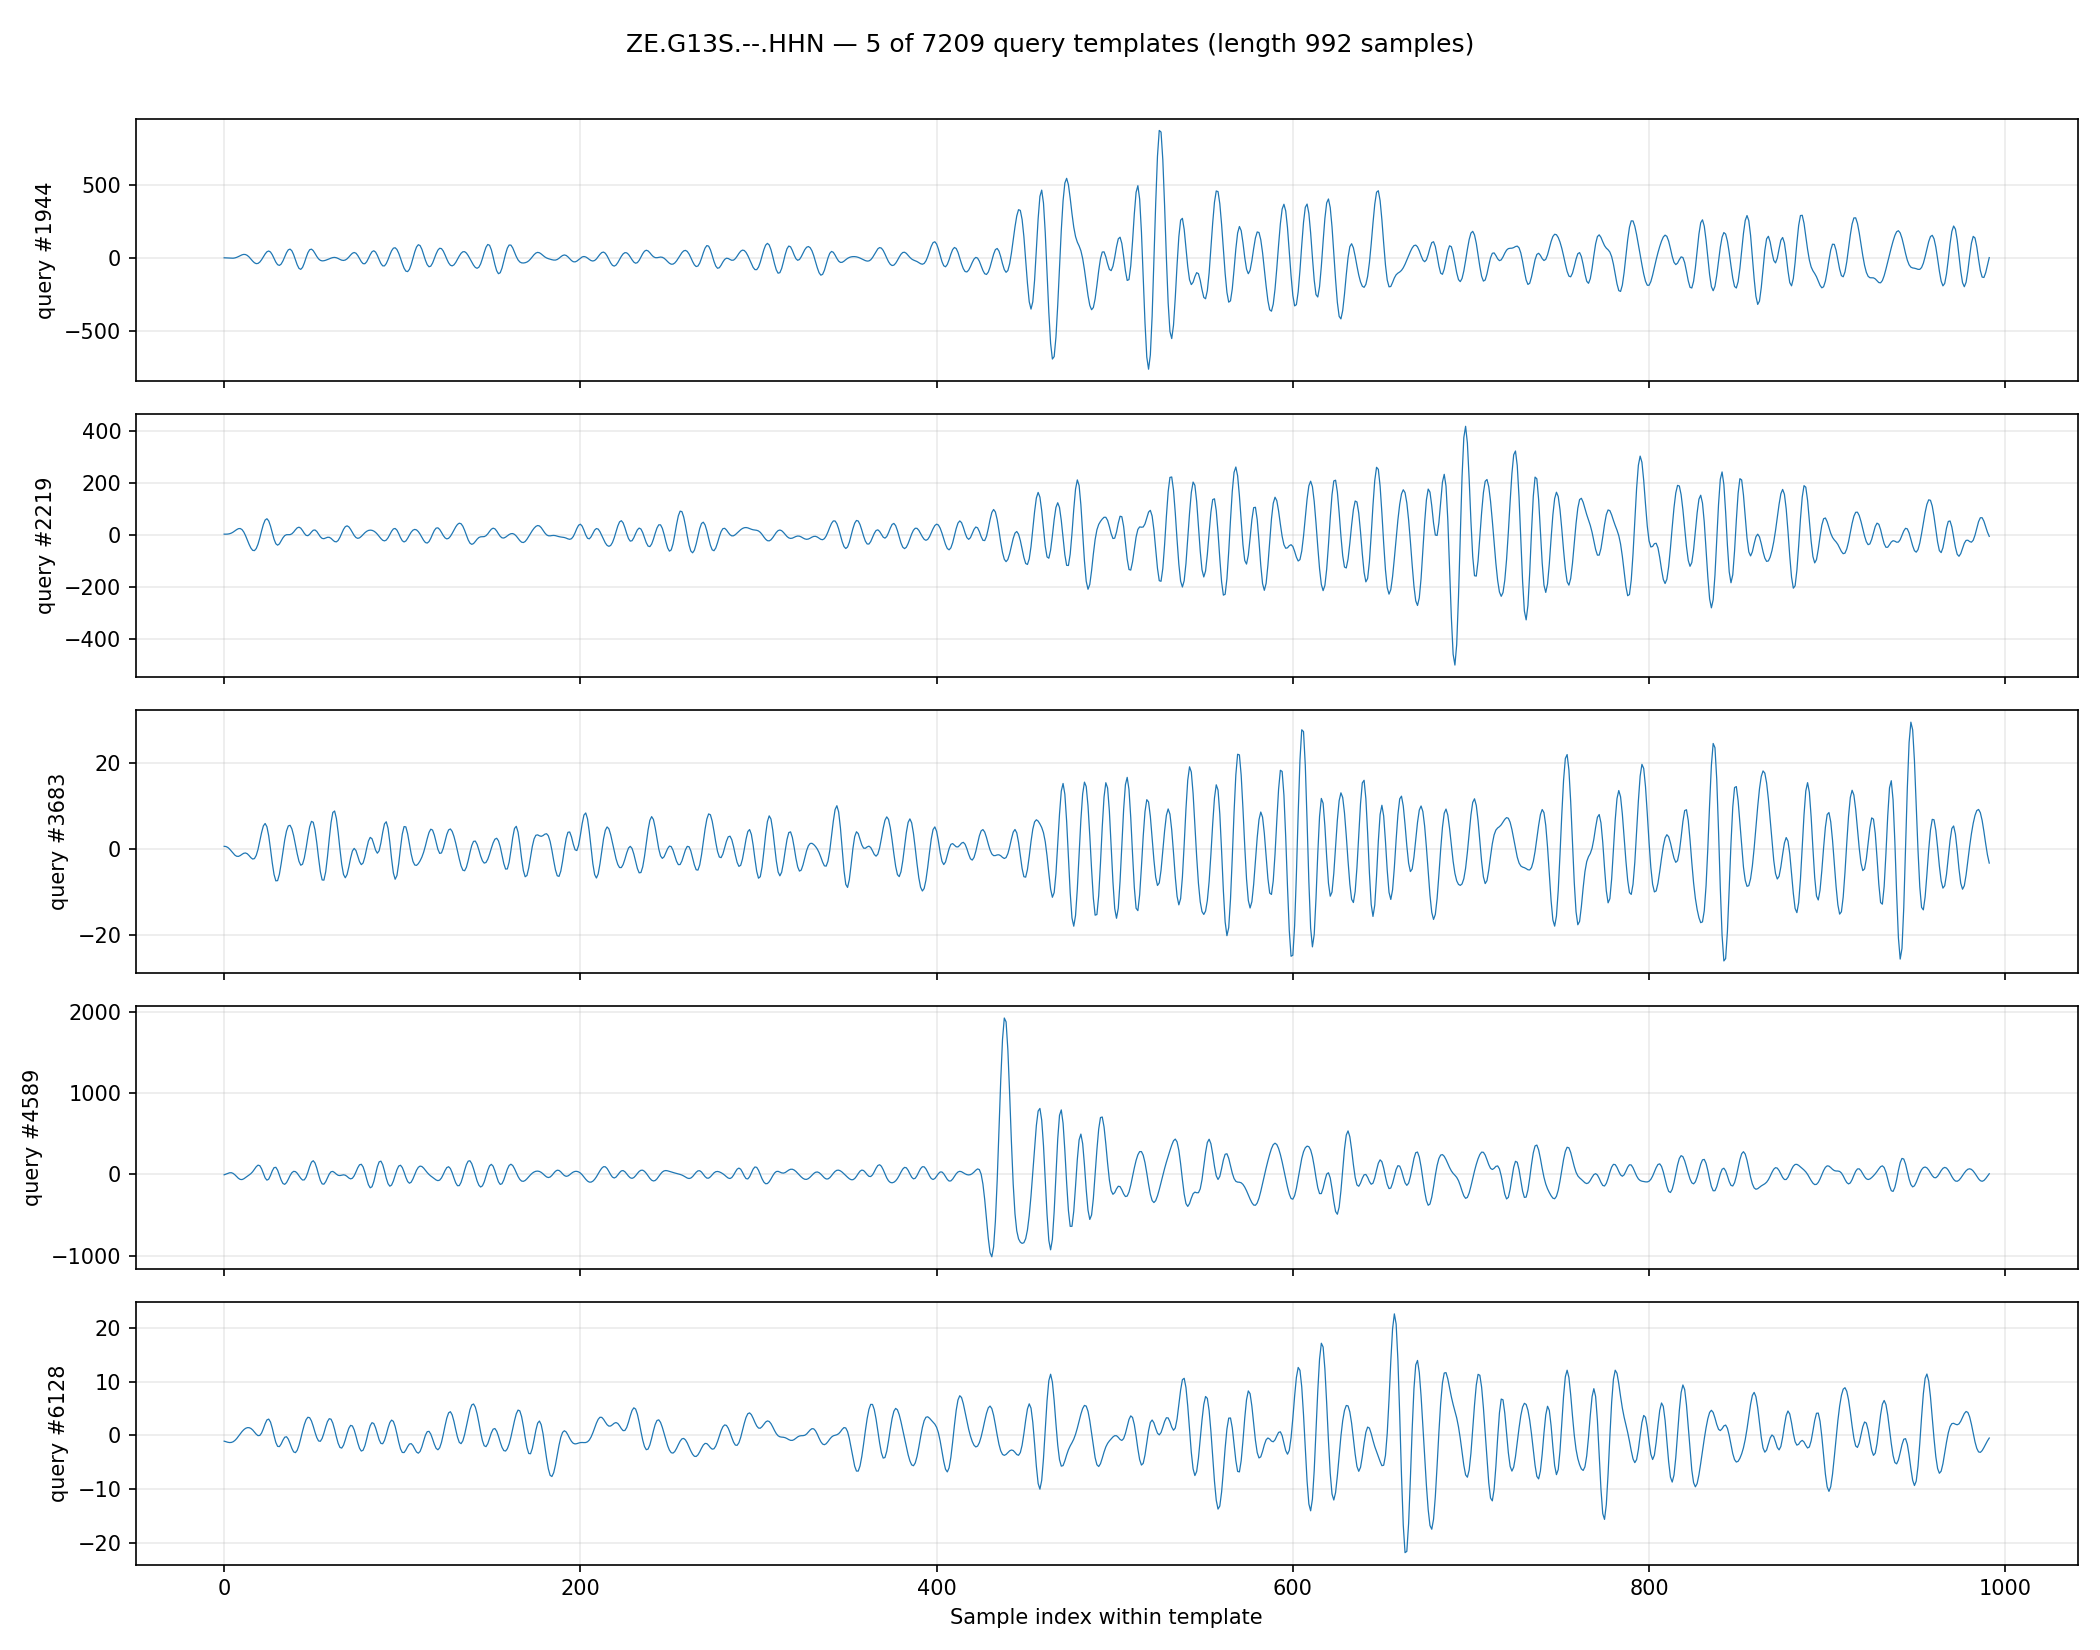 ZE.G13S.--.HHN — 5 of 7209 query templates (length 992 samples)
query #1944
500
0
−500
query #2219
400
200
0
−200
−400
query #3683
20
0
−20
query #4589
2000
1000
0
−1000
query #6128
20
10
0
−10
−20
0 200 400 600 800 1000
Sample index within template